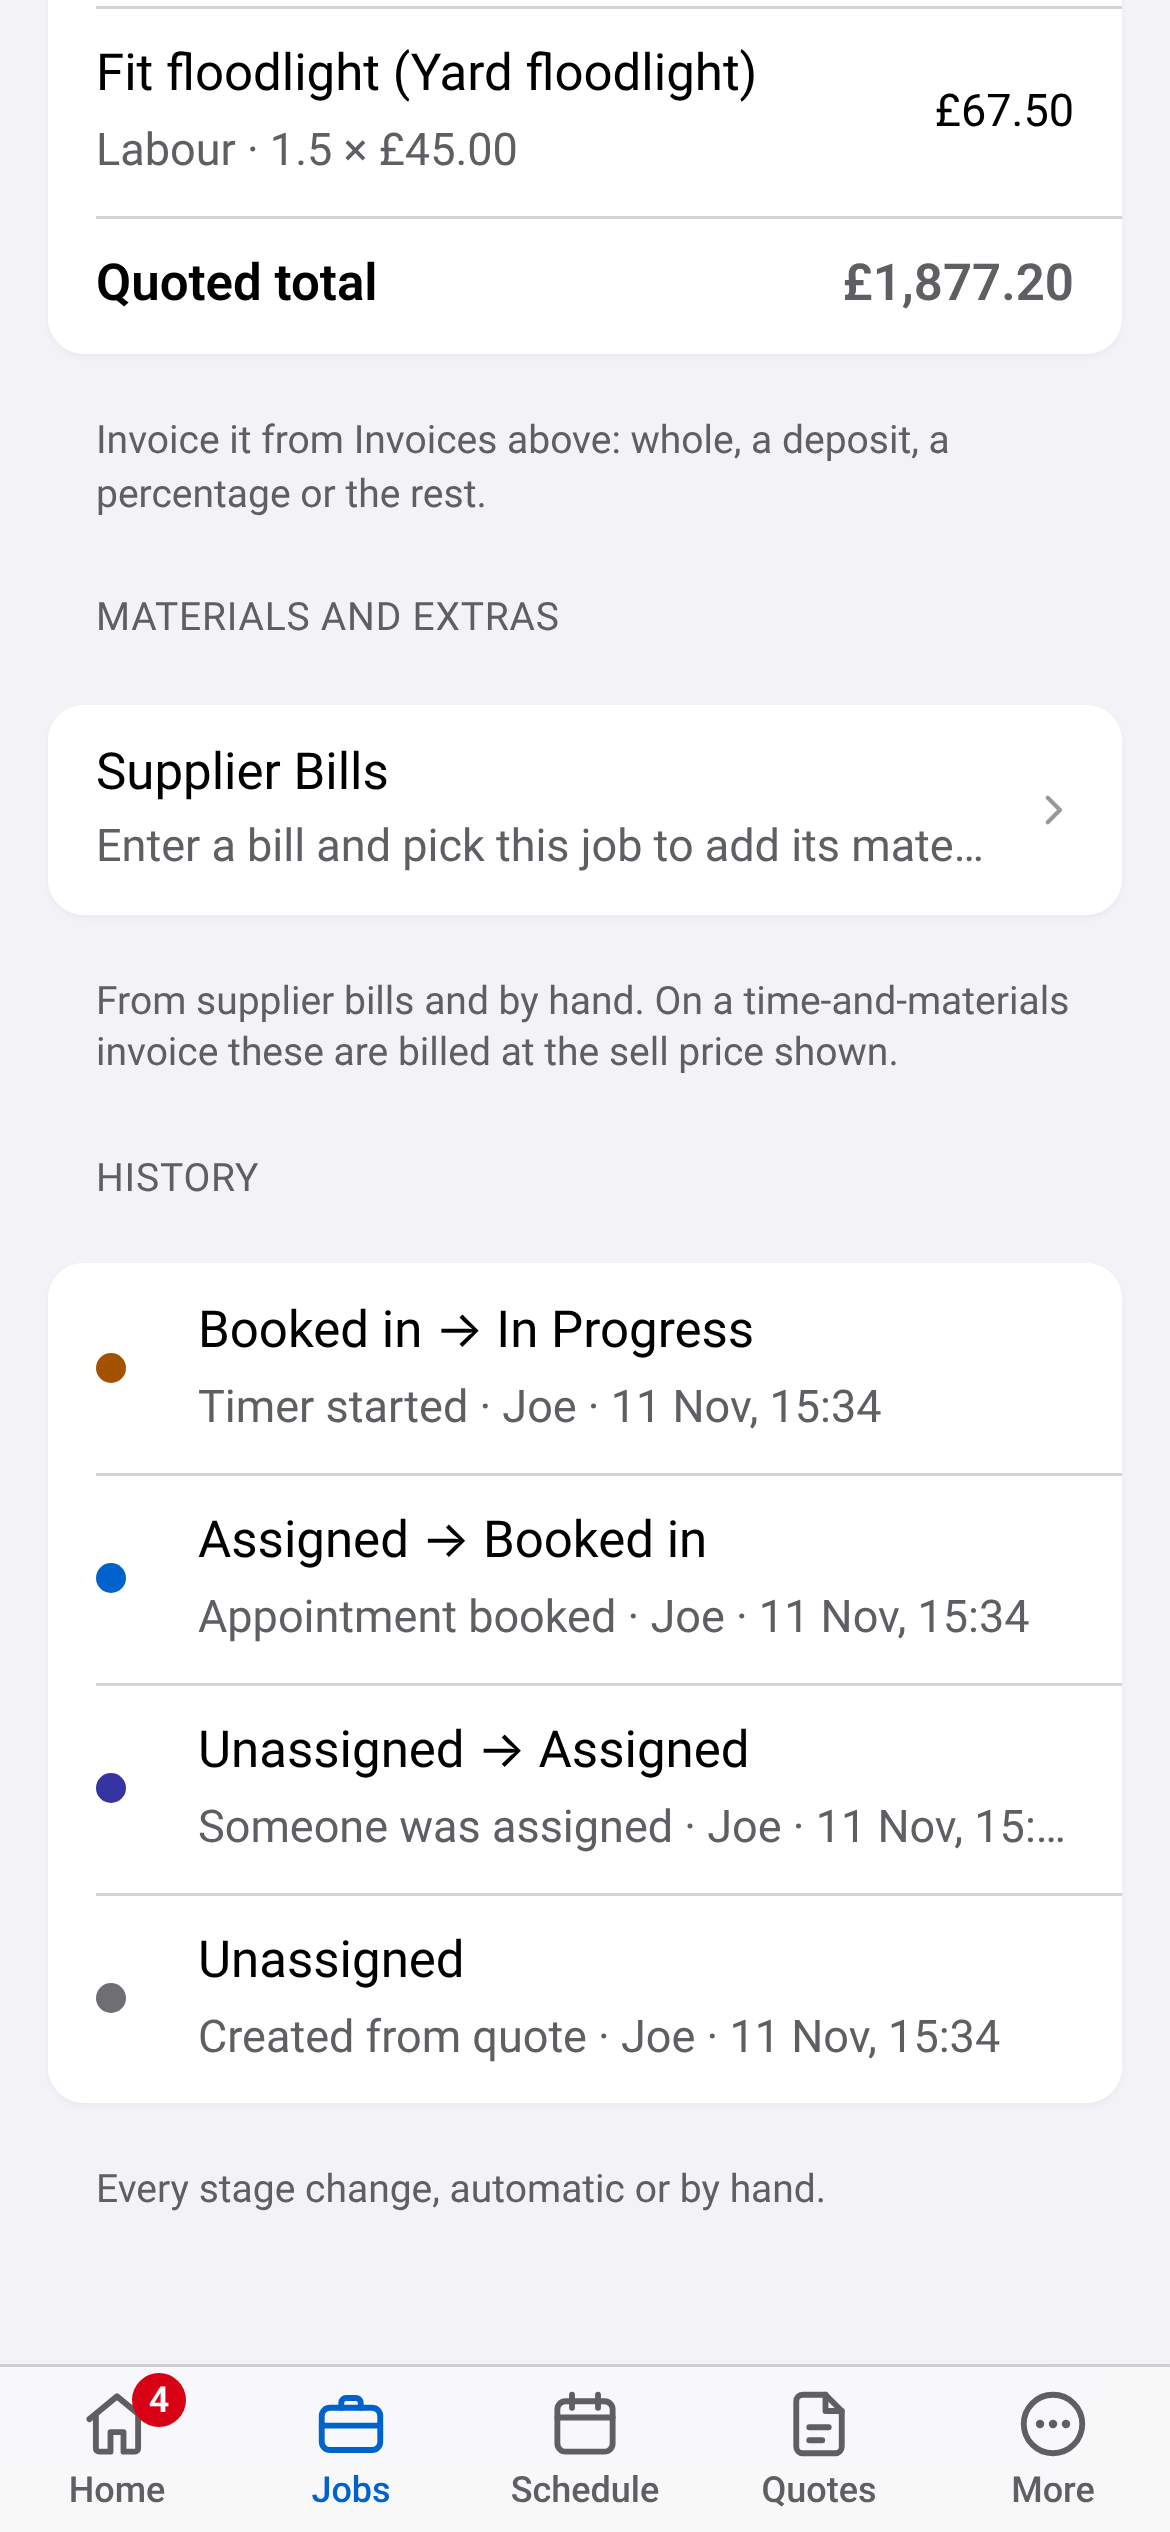 Fit floodlight (Yard floodlight)
Labour · 1.5 × £45.00
£67.50
Quoted total
£1,877.20
Invoice it from Invoices above: whole, a deposit, a
percentage or the rest.
MATERIALS AND EXTRAS
Supplier Bills
Enter a bill and pick this job to add its mate…
From supplier bills and by hand. On a time-and-materials
invoice these are billed at the sell price shown.
HISTORY
Booked in → In Progress
Timer started · Joe · 11 Nov, 15:34
Assigned → Booked in
Appointment booked · Joe · 11 Nov, 15:34
Unassigned → Assigned
Someone was assigned · Joe · 11 Nov, 15:…
Unassigned
Created from quote · Joe · 11 Nov, 15:34
Every stage change, automatic or by hand.
4
Home
Jobs
Schedule
Quotes
More